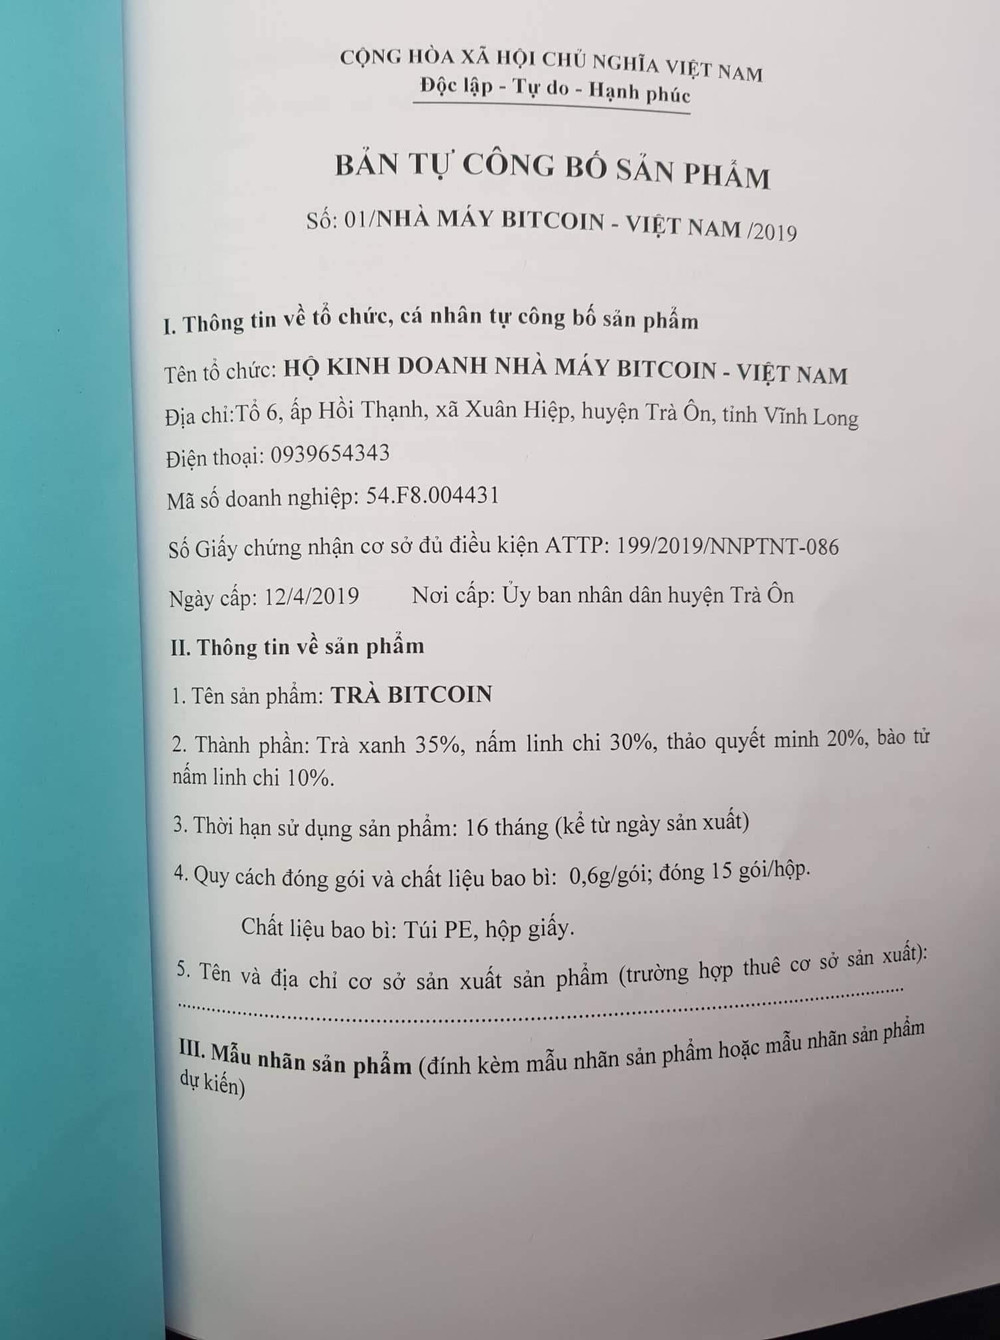 CỘNG HÒA XÃ HỘI CHỦ NGHĨA VIỆT NAM
Độc lập - Tự do - Hạnh phúc
BẢN TỰ CÔNG BỐ SẢN PHẨM
Số: 01/NHÀ MÁY BITCOIN - VIỆT NAM /2019
I. Thông tin về tổ chức, cá nhân tự công bố sản phẩm
Tên tổ chức: HỘ KINH DOANH NHÀ MÁY BITCOIN - VIỆT NAM
Địa chỉ:Tổ 6, ấp Hồi Thạnh, xã Xuân Hiệp, huyện Trà Ôn, tỉnh Vĩnh Long
Điện thoại: 0939654343
Mã số doanh nghiệp: 54.F8.004431
Số Giấy chứng nhận cơ sở đủ điều kiện ATTP: 199/2019/NNPTNT-086
Ngày cấp: 12/4/2019 Nơi cấp: Ủy ban nhân dân huyện Trà Ôn
II. Thông tin về sản phẩm
1. Tên sản phẩm: TRÀ BITCOIN
2. Thành phần: Trà xanh 35%, nấm linh chi 30%, thảo quyết minh 20%, bào tử
nấm linh chi 10%.
3. Thời hạn sử dụng sản phẩm: 16 tháng (kể từ ngày sản xuất)
4. Quy cách đóng gói và chất liệu bao bì: 0,6g/gói; đóng 15 gói/hộp.
Chất liệu bao bì: Túi PE, hộp giấy.
5. Tên và địa chỉ cơ sở sản xuất sản phẩm (trường hợp thuê cơ sở sản xuất):
III. Mẫu nhãn sản phẩm (đính kèm mẫu nhãn sản phẩm hoặc mẫu nhãn sản phẩm
dự kiến)